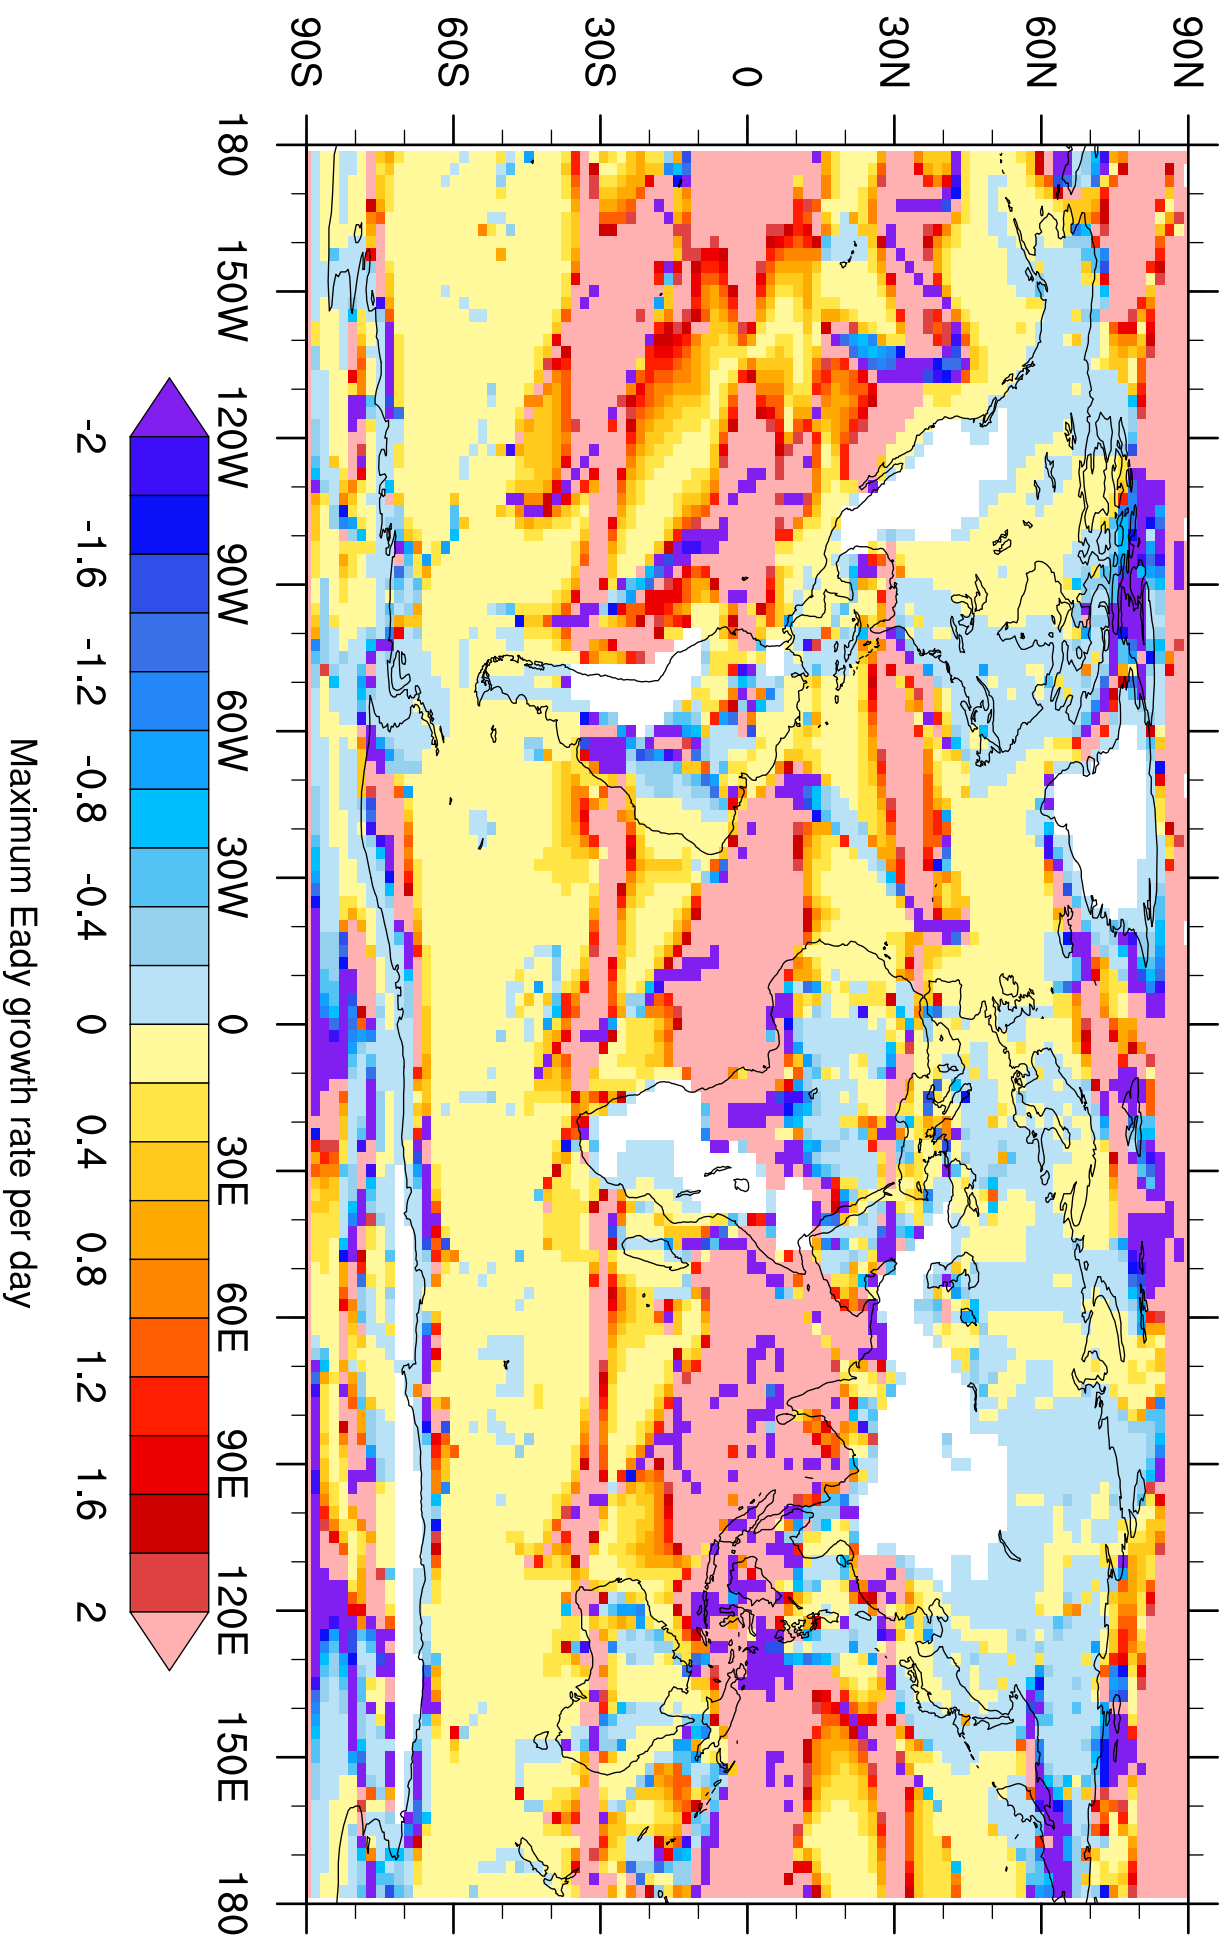 90N
60N
30N
0
30S
60S
90S
180 150W 120W 90W 60W 30W 0 30E 60E 90E 120E 150E 180
-2 -1.6 -1.2 -0.8 -0.4 0 0.4 0.8 1.2 1.6 2
Maximum Eady growth rate per day